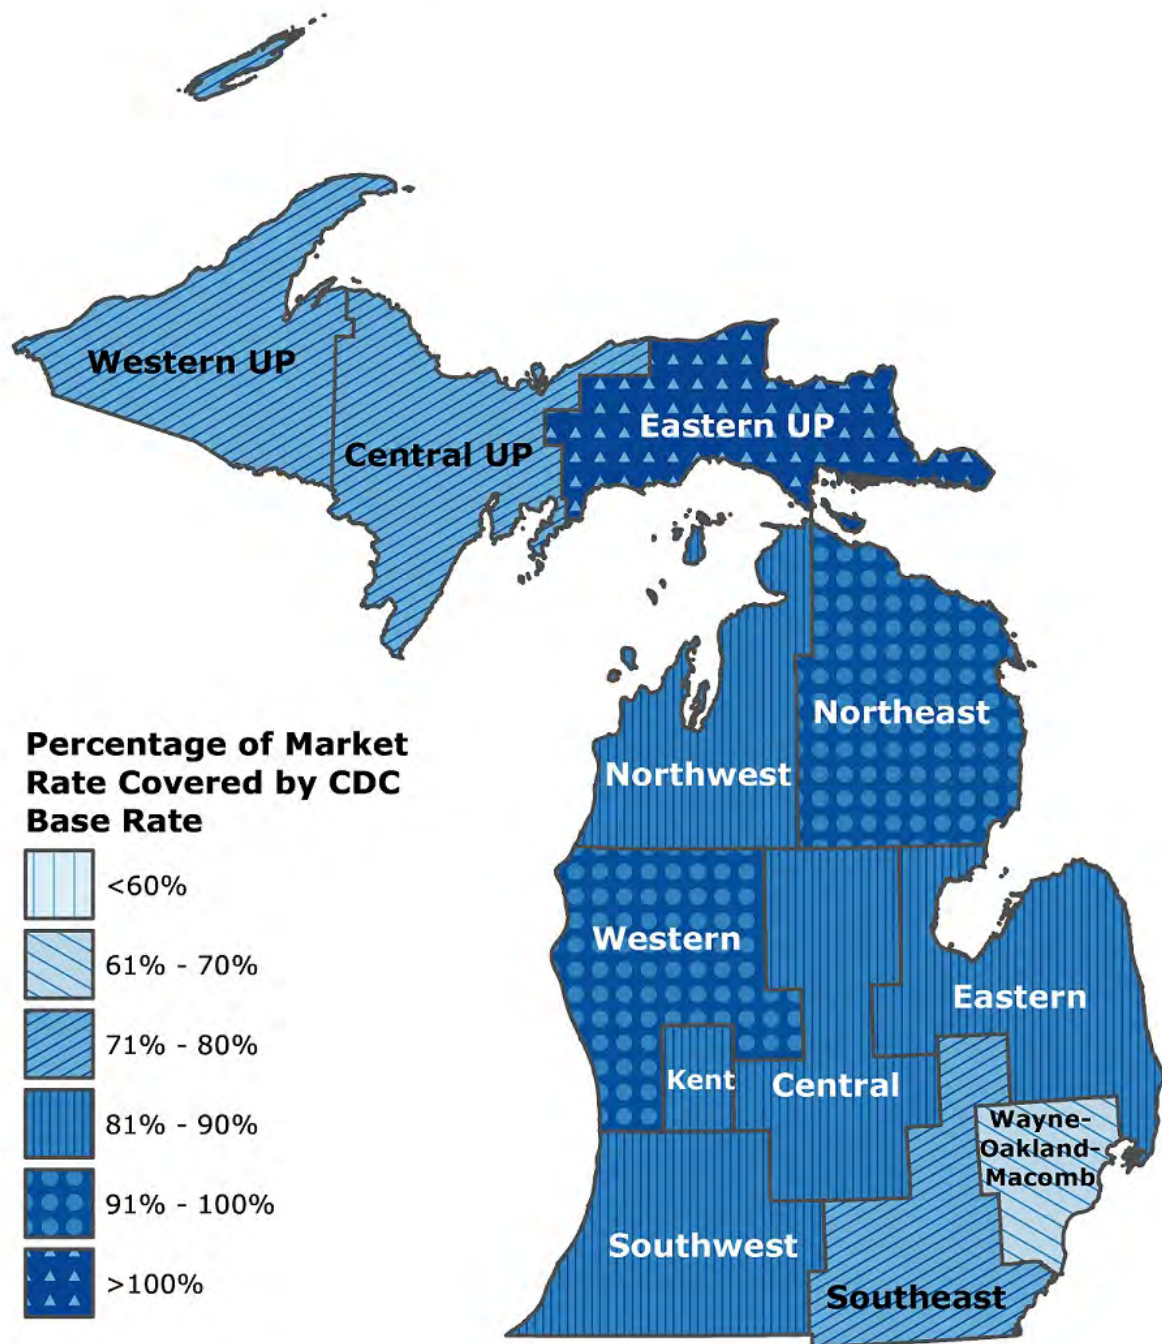 Western UP
Central UP
Eastern UP
Northeast
Northwest
Percentage of Market
Rate Covered by CDC
Base Rate
<60%
61% - 70%
71% - 80%
81% - 90%
91% - 100%
>100%
Western
Eastern
Kent
Central
Wayne-
Oakland-
Macomb
Southwest
Southeast